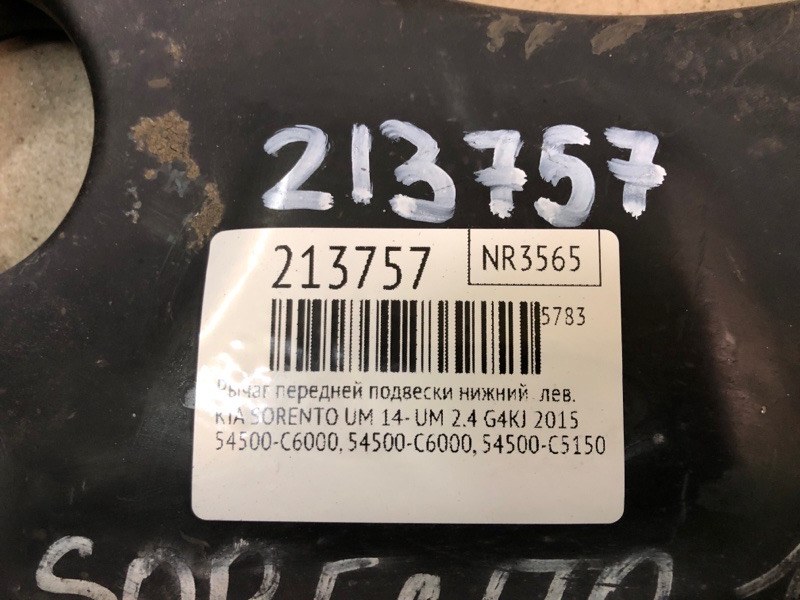 213757
213757 NR3565
5783
Рычаг передней подвески нижний лев.
KIA SORENTO UM 14- UM 2.4 G4KJ 2015
54500-C6000, 54500-C6000, 54500-C5150
SORENTO